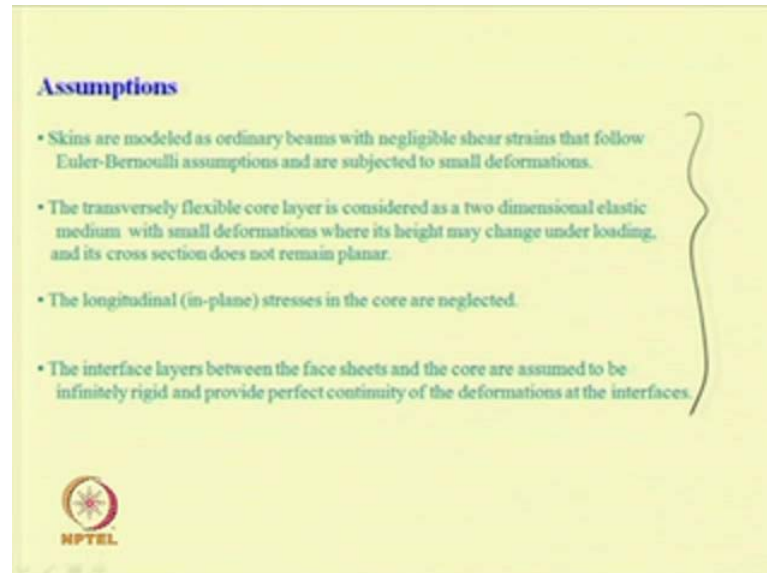 Assumptions
• Skins are modeled as ordinary beams with negligible shear strains that follow
Euler-Bernoulli assumptions and are subjected to small deformations.
• The transversely flexible core layer is considered as a two dimensional elastic
medium with small deformations where its height may change under loading,
and its cross section does not remain planar.
• The longitudinal (in-plane) stresses in the core are neglected.
• The interface layers between the face sheets and the core are assumed to be
infinitely rigid and provide perfect continuity of the deformations at the interfaces.
NPTEL